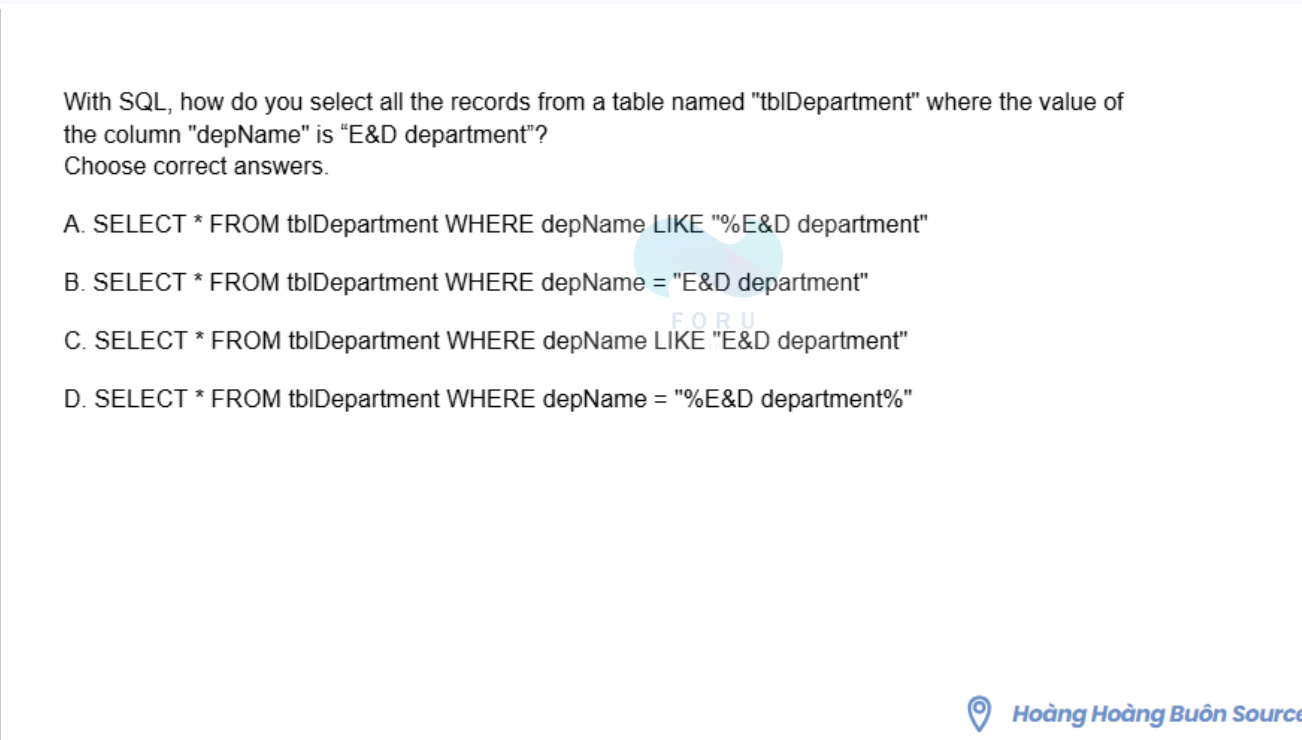 With SQL, how do you select all the records from a table named "tblDepartment" where the value of
the column "depName" is “E&D department”?
Choose correct answers.
A. SELECT * FROM tblDepartment WHERE depName LIKE "%E&D department"
B. SELECT * FROM tblDepartment WHERE depName = "E&D department"
FORU
C. SELECT * FROM tblDepartment WHERE depName LIKE "E&D department"
D. SELECT * FROM tblDepartment WHERE depName = "%E&D department%"
Hoàng Hoàng Buôn Source